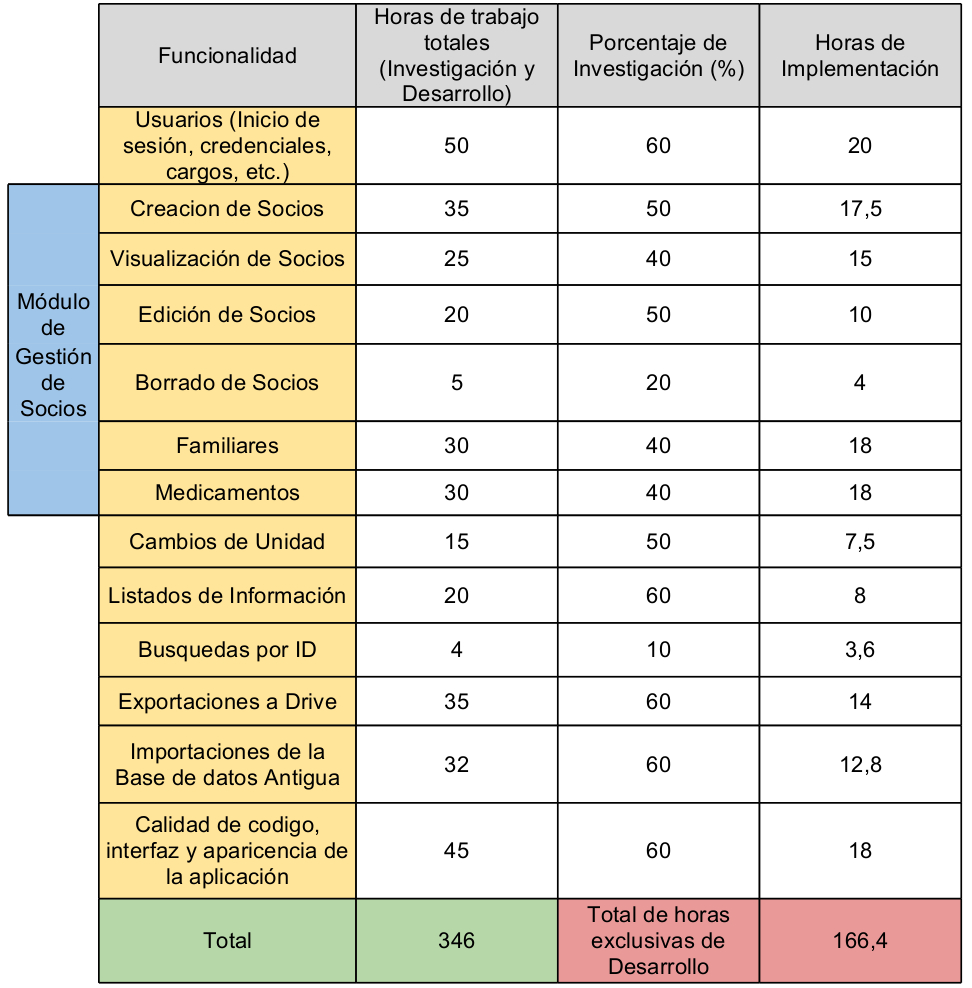 Funcionalidad
Horas de trabajo
totales
(Investigación y
Desarrollo)
Porcentaje de
Investigación (%)
Horas de
Implementación
Usuarios (Inicio de
sesión, credenciales,
cargos, etc.)
50
60
20
Módulo
de
Gestión
de
Socios
Creacion de Socios
35
50
17,5
Visualización de Socios
25
40
15
Edición de Socios
20
50
10
Borrado de Socios
5
20
4
Familiares
30
40
18
Medicamentos
30
40
18
Cambios de Unidad
15
50
7,5
Listados de Información
20
60
8
Busquedas por ID
4
10
3,6
Exportaciones a Drive
35
60
14
Importaciones de la
Base de datos Antigua
32
60
12,8
Calidad de codigo,
interfaz y aparicencia de
la aplicación
45
60
18
Total
346
Total de horas
exclusivas de
Desarrollo
166,4